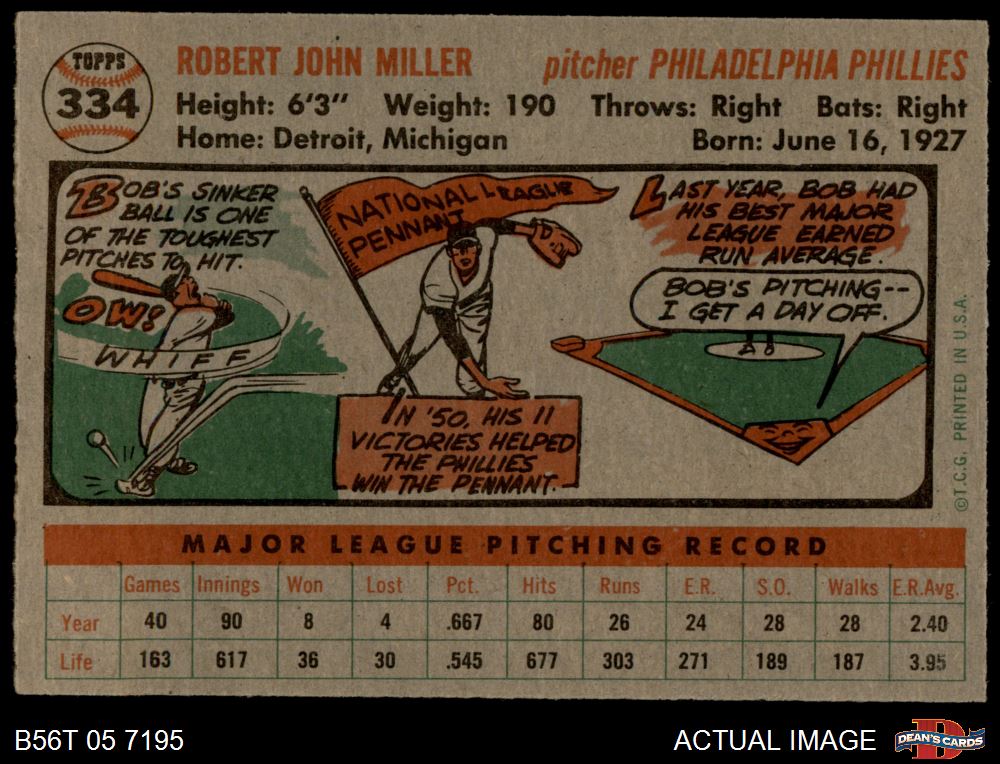 TOPPS
334
ROBERT JOHN MILLER
pitcher PHILADELPHIA PHILLIES
Height: 6'3" Weight: 190 Throws: Right Bats: Right
Home: Detroit, Michigan Born: June 16, 1927
BOB'S SINKER
BALL IS ONE
OF THE TOUGHEST
PITCHES TO HIT.
OW!
WHIFF
NATIONAL LEAGUE
PENNANT
IN '50, HIS 11
VICTORIES HELPED
THE PHILLIES
WIN THE PENNANT.
LAST YEAR, BOB HAD
HIS BEST MAJOR
LEAGUE EARNED
RUN AVERAGE.
BOB'S PITCHING--
I GET A DAY OFF.
©T.C.G. PRINTED IN U.S.A.
MAJOR LEAGUE PITCHING RECORD
Games Innings Won Lost Pct. Hits Runs E.R. S.O. Walks E.R.Avg.
Year 40 90 8 4 .667 80 26 24 28 28 2.40
Life 163 617 36 30 .545 677 303 271 189 187 3.95
B56T 05 7195
ACTUAL IMAGE
D
DEAN'S CARDS